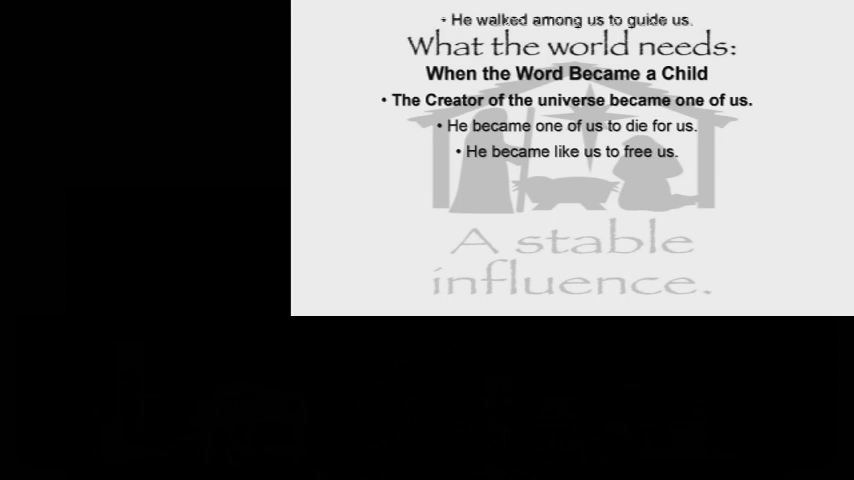 • He walked among us to guide us.
What the world needs:
When the Word Became a Child
• The Creator of the universe became one of us.
• He became one of us to die for us.
• He became like us to free us.
A stable
influence.